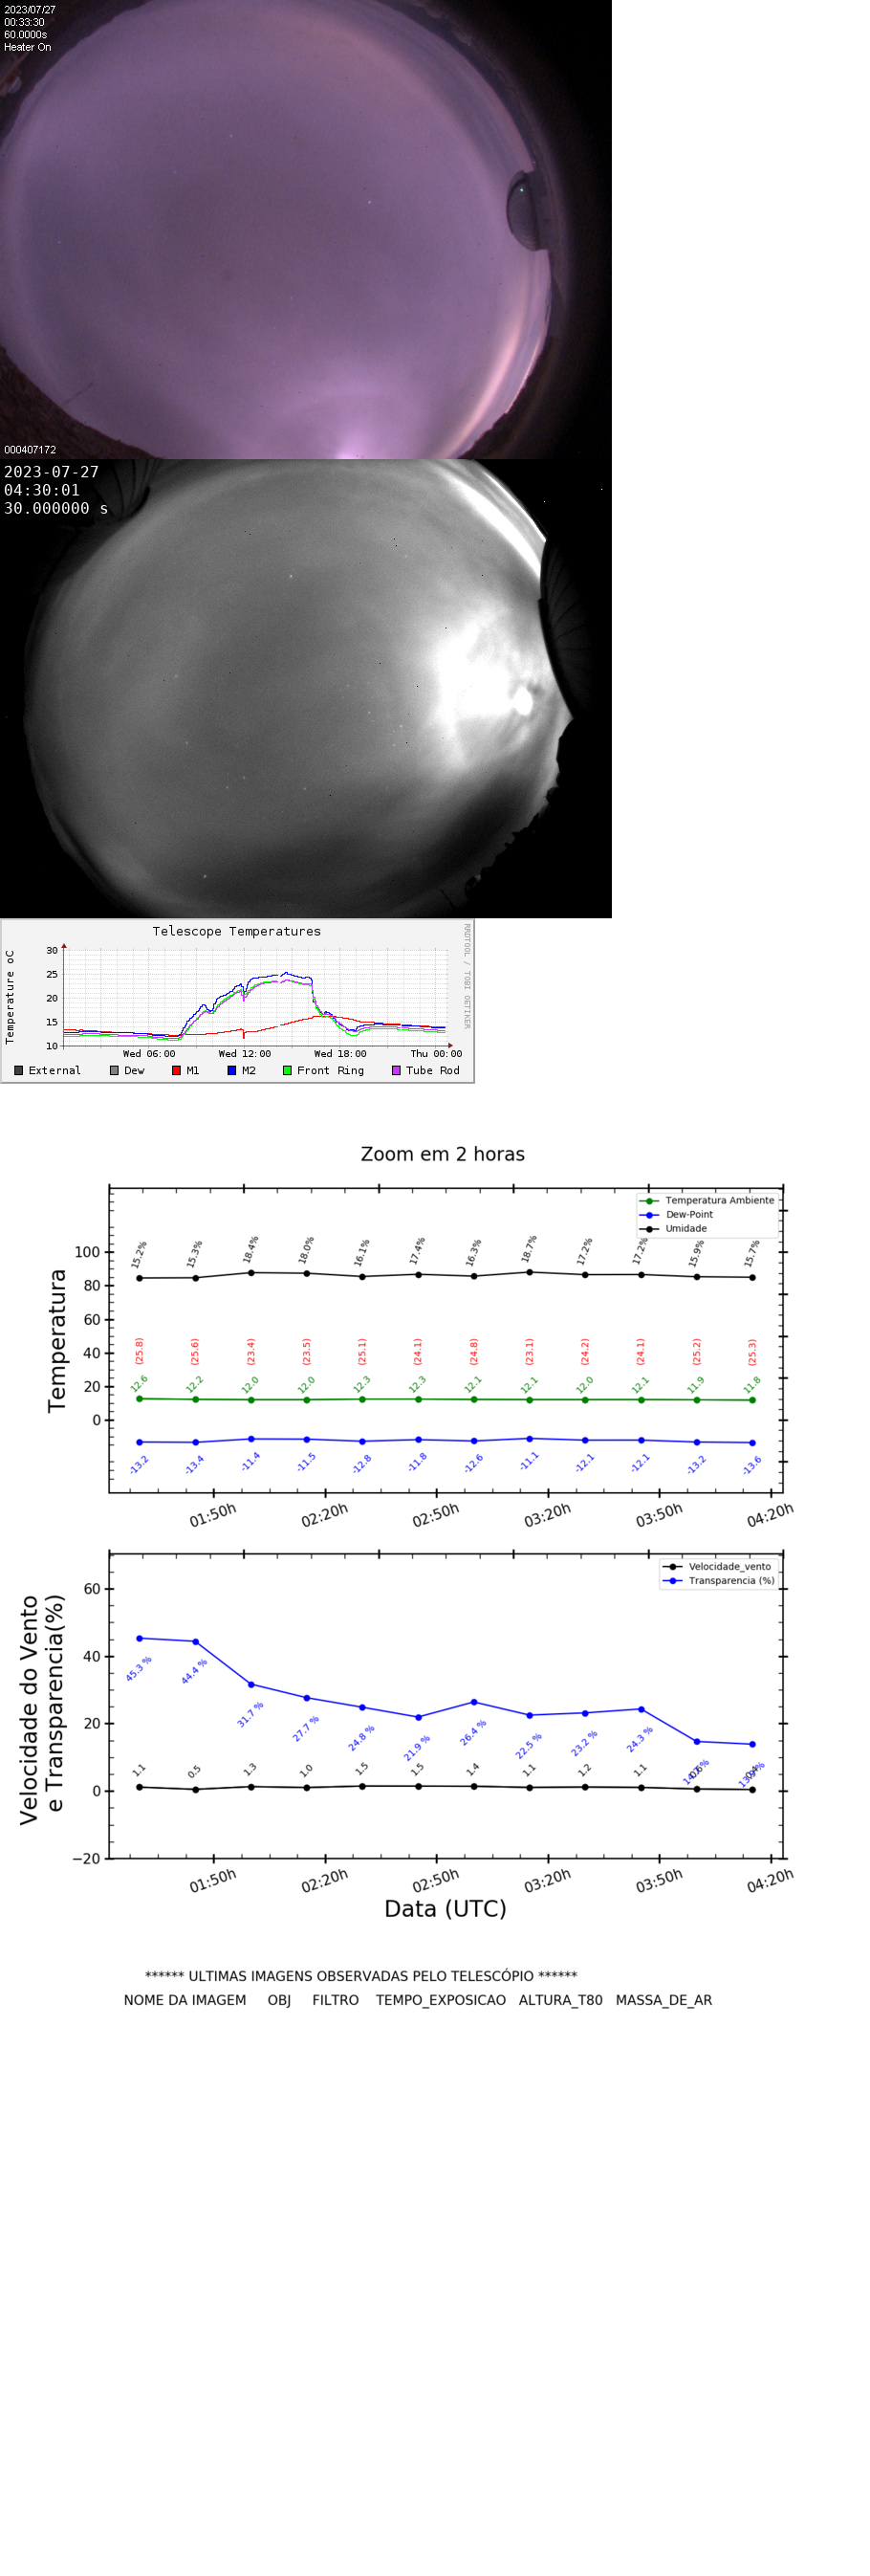 2023/07/27
00:33:30
60.0000s
Heater On
000407172
2023-07-27
04:30:01
30.000000 s
Telescope Temperatures
RRDTOOL / TOBI OETIKER
Temperature oC
30
25
20
15
10
Wed 06:00 Wed 12:00 Wed 18:00 Thu 00:00
External Dew M1 M2 Front Ring Tube Rod
Zoom em 2 horas
Temperatura Ambiente
Dew-Point
Umidade
Temperatura
100
80
60
40
20
0
15.2% 15.3% 18.4% 18.0% 16.1% 17.4% 16.3% 18.7% 17.2% 17.2% 15.9% 15.7%
(25.8) (25.6) (23.4) (23.5) (25.1) (24.1) (24.8) (23.1) (24.2) (24.1) (25.2) (25.3)
12.6 12.2 12.0 12.0 12.3 12.3 12.1 12.1 12.0 12.1 11.9 11.8
-13.2 -13.4 -11.4 -11.5 -12.8 -11.8 -12.6 -11.1 -12.1 -12.1 -13.2 -13.6
01:50h 02:20h 02:50h 03:20h 03:50h 04:20h
Velocidade_vento
Transparencia (%)
Velocidade do Vento
e Transparencia(%)
60
40
20
0
−20
45.3 % 44.4 % 31.7 % 27.7 % 24.8 % 21.9 % 26.4 % 22.5 % 23.2 % 24.3 %
1.1 0.5 1.3 1.0 1.5 1.5 1.4 1.1 1.2 1.1
01:50h 02:20h 02:50h 03:20h 03:50h 04:20h
Data (UTC)
****** ULTIMAS IMAGENS OBSERVADAS PELO TELESCÓPIO ******
NOME DA IMAGEM OBJ FILTRO TEMPO_EXPOSICAO ALTURA_T80 MASSA_DE_AR